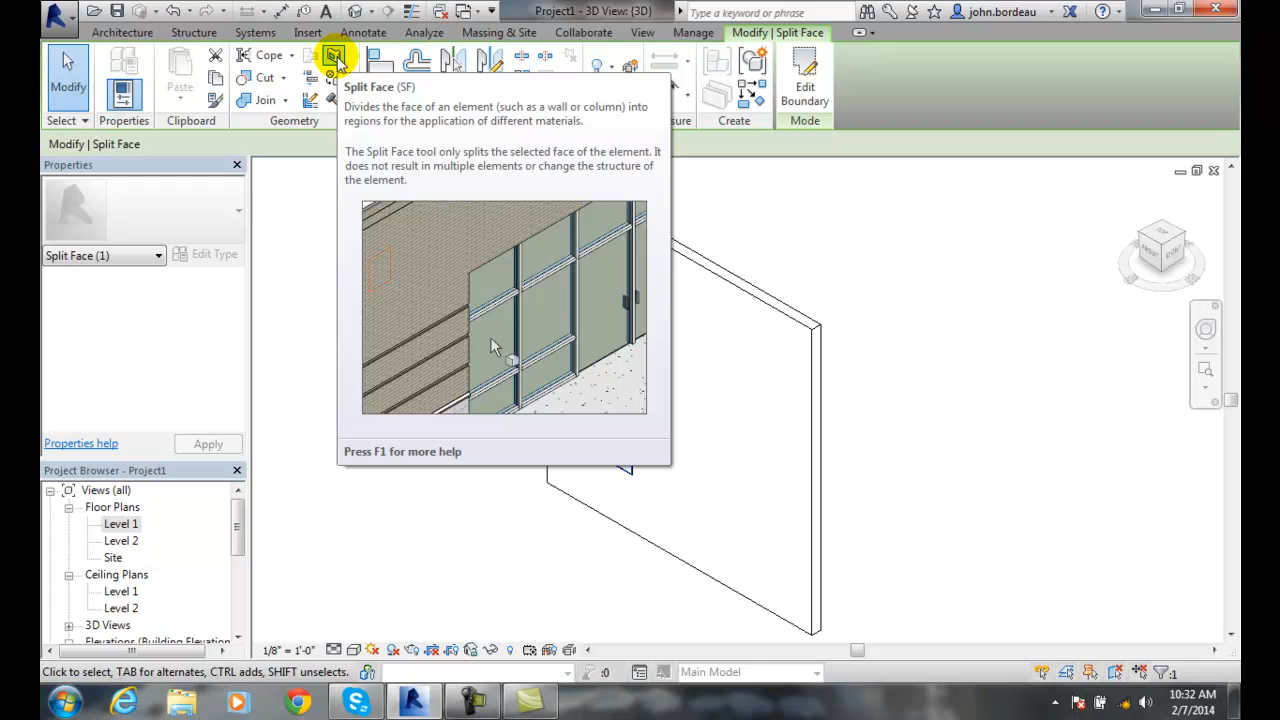 Project1 - 3D View: {3D}
Type a keyword or phrase
john.bordeau
Architecture
Structure
Systems
Insert
Annotate
Analyze
Massing & Site
Collaborate
View
Manage
Modify | Split Face
Modify
Paste
Cope
Cut
Join
Edit
Boundary
Select
Properties
Clipboard
Geometry
Create
Mode
Modify | Split Face
Split Face (SF)
Divides the face of an element (such as a wall or column) into
regions for the application of different materials.
The Split Face tool only splits the selected face of the element. It
does not result in multiple elements or change the structure of
the element.
Press F1 for more help
Properties
Split Face (1)
Edit Type
Properties help
Apply
Project Browser - Project1
Views (all)
Floor Plans
Level 1
Level 2
Site
Ceiling Plans
Level 1
Level 2
3D Views
Elevations (Building Elevation
TOP
FRONT
RIGHT
1/8" = 1'-0"
Click to select, TAB for alternates, CTRL adds, SHIFT unselects.
:0
Main Model
:1
10:32 AM
2/7/2014